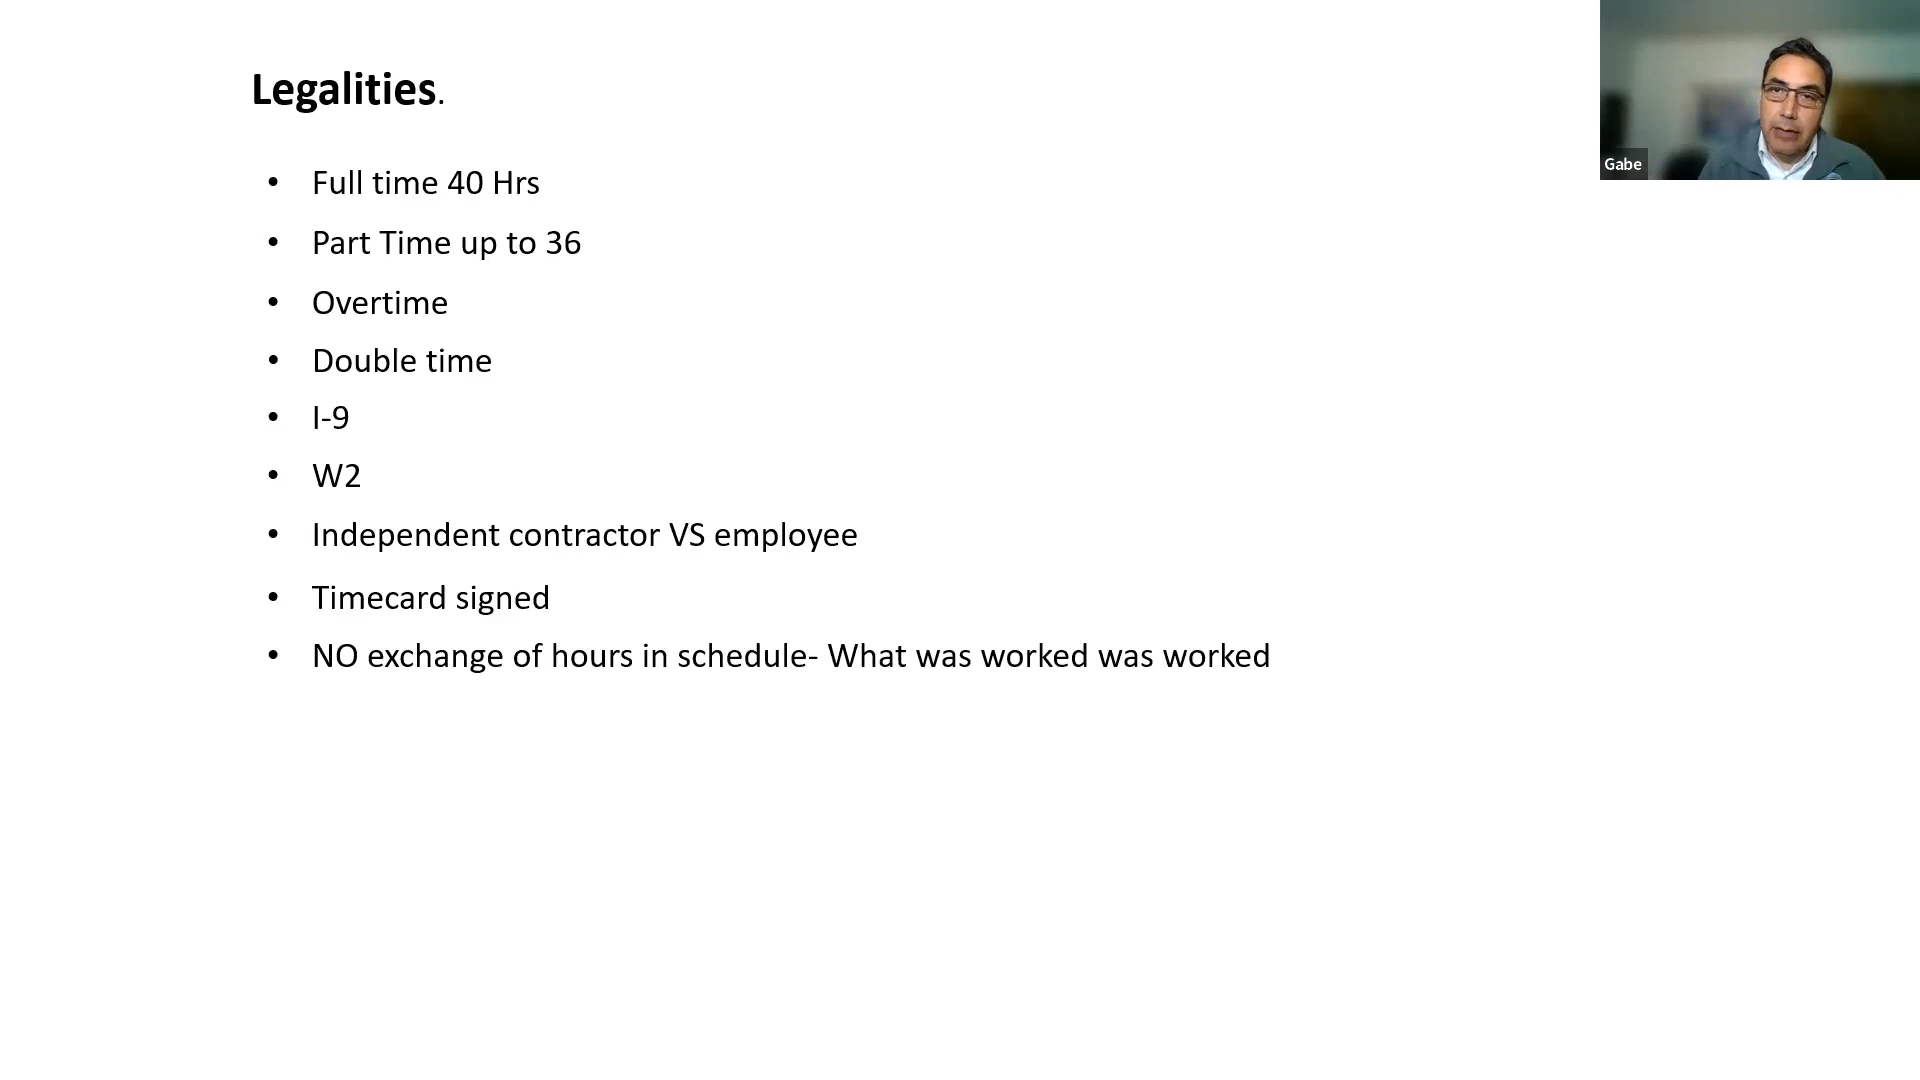 Legalities.
• Full time 40 Hrs
• Part Time up to 36
• Overtime
• Double time
• I-9
• W2
• Independent contractor VS employee
• Timecard signed
• NO exchange of hours in schedule- What was worked was worked
Gabe